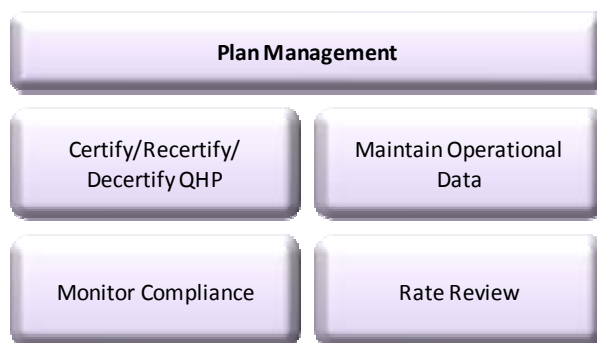 Plan Management
Certify/Recertify/
Decertify QHP
Maintain Operational
Data
Monitor Compliance
Rate Review